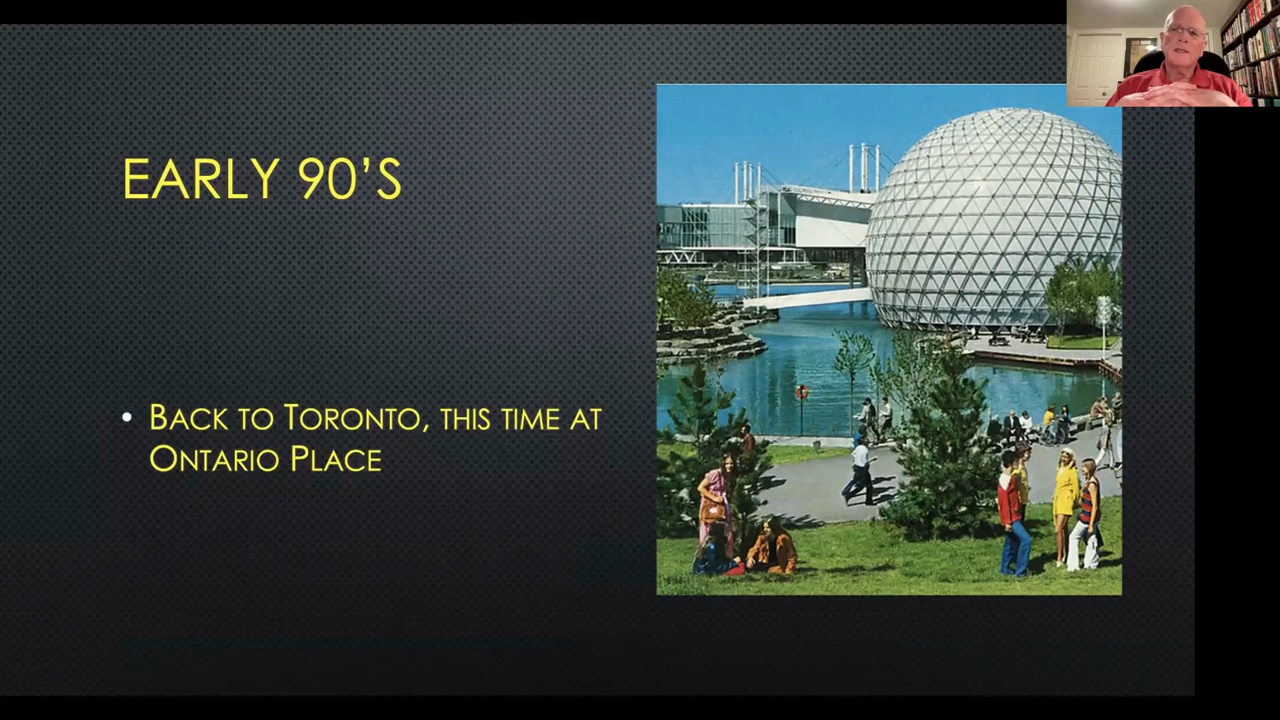 EARLY 90’S
• BACK TO TORONTO, THIS TIME AT
ONTARIO PLACE